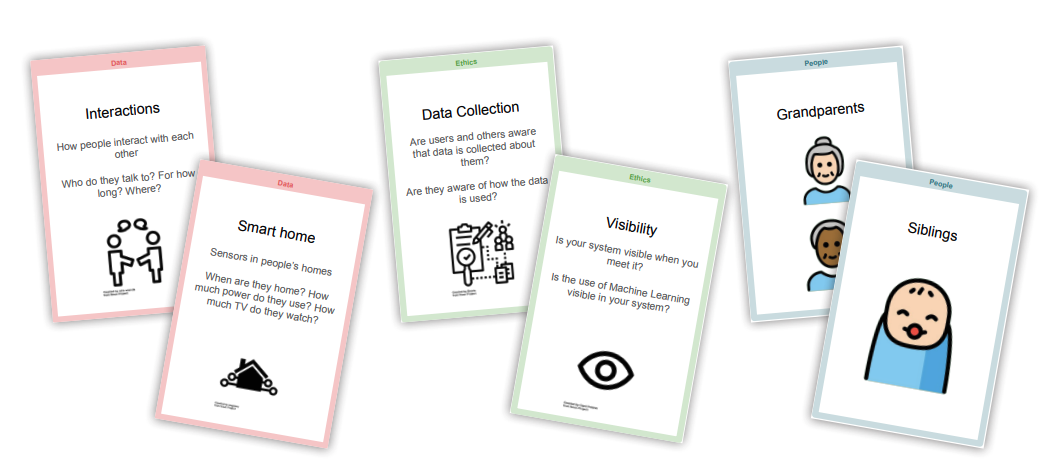 Data
Interactions
How people interact with each
other
Who do they talk to? For how
long? Where?
Data
Smart home
Sensors in people's homes
When are they home? How
much power do they use? How
much TV do they watch?
Ethics
Data Collection
Are users and others aware
that data is collected about
them?
Are they aware of how the data
is used?
Ethics
Visibility
Is your system visible when you
meet it?
Is the use of Machine Learning
visible in your system?
People
Grandparents
People
Siblings